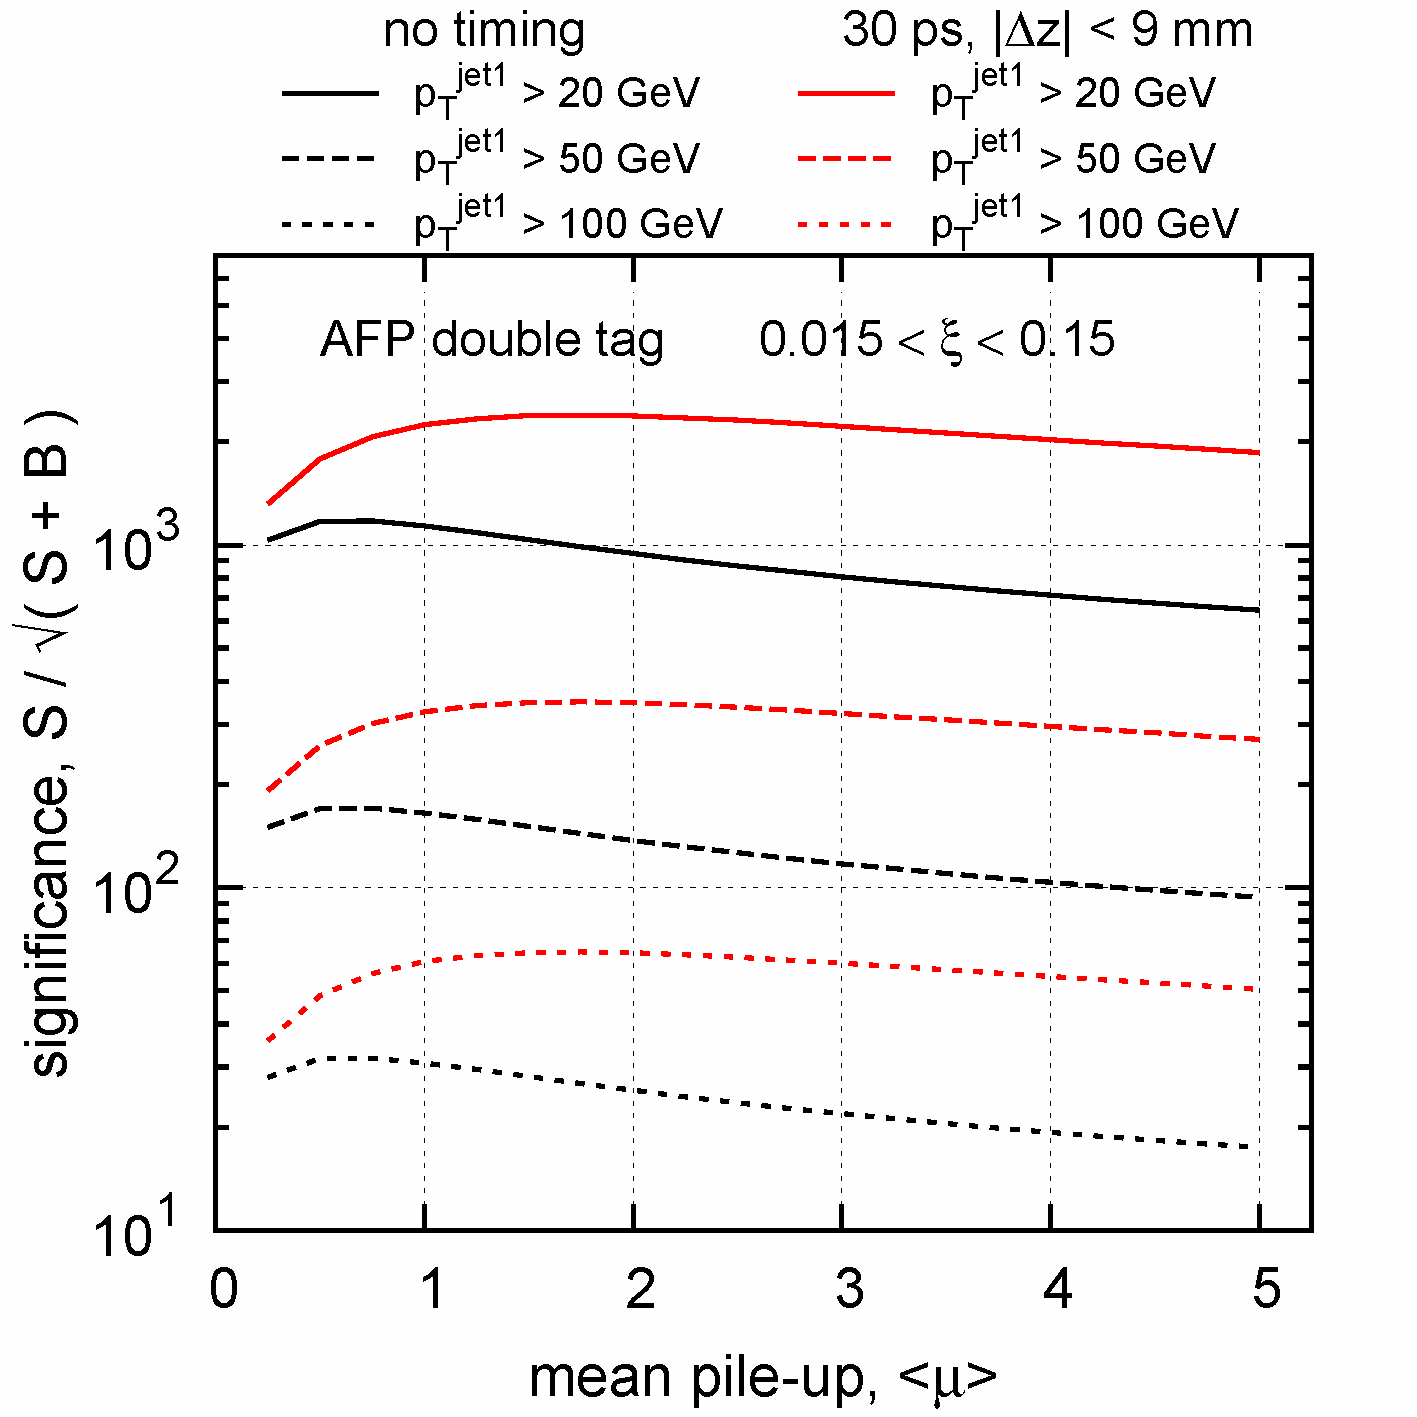 no timing 30 ps, |Δz| < 9 mm
p_T^jet1 > 20 GeV p_T^jet1 > 20 GeV
p_T^jet1 > 50 GeV p_T^jet1 > 50 GeV
p_T^jet1 > 100 GeV p_T^jet1 > 100 GeV
AFP double tag 0.015 < ξ < 0.15
significance, S / √( S + B )
10^3
10^2
10^1
0 1 2 3 4 5
mean pile-up, <μ>